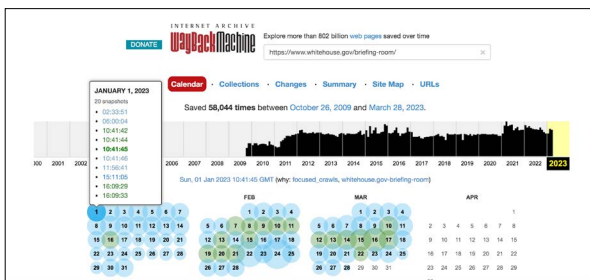 INTERNET ARCHIVE
DONATE
WayBackMachine
Explore more than 802 billion web pages saved over time
https://www.whitehouse.gov/briefing-room/
×
Calendar · Collections · Changes · Summary · Site Map · URLs
JANUARY 1, 2023
20 snapshots
02:33:51
06:00:04
10:41:42
10:41:44
10:41:45
10:41:46
11:56:41
15:11:05
16:09:29
16:09:33
Saved 58,044 times between October 26, 2009 and March 28, 2023.
2001 2002 2006 2007 2008 2009 2010 2011 2012 2013 2014 2015 2016 2017 2018 2019 2020 2021 2022 2023
Sun, 01 Jan 2023 10:41:45 GMT (why: focused_crawls, whitehouse.gov-briefing-room)
FEB MAR APR
1 2 3 4 5 6 7 1 2 3 4 1 2 3 4 1
8 9 10 11 12 13 14 5 6 7 8 9 10 11 5 6 7 8 9 10 11 2 3 4 5 6 7 8
15 16 17 18 19 20 21 12 13 14 15 16 17 18 12 13 14 15 16 17 18 9 10 11 12 13 14 15
22 23 24 25 26 27 28 19 20 21 22 23 24 25 19 20 21 22 23 24 25 16 17 18 19 20 21 22
29 30 31 26 27 28 26 27 28 29 30 31 23 24 25 26 27 28 29